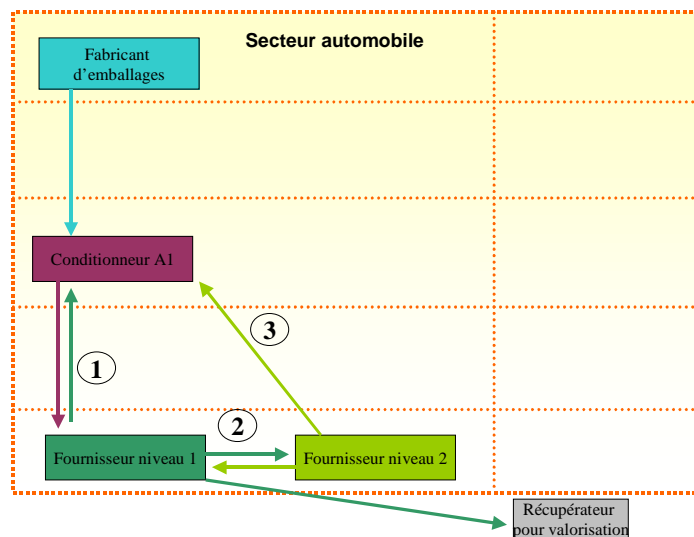 Secteur automobile
Fabricant
d'emballages
Conditionneur A1
3
1
2
Fournisseur niveau 1
Fournisseur niveau 2
Récupérateur
pour valorisation